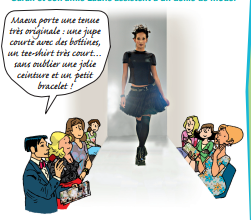 Maeva porte une tenue
très originale : une jupe
courte avec des bottines,
un tee-shirt très court...
sans oublier une jolie
ceinture et un petit
bracelet !